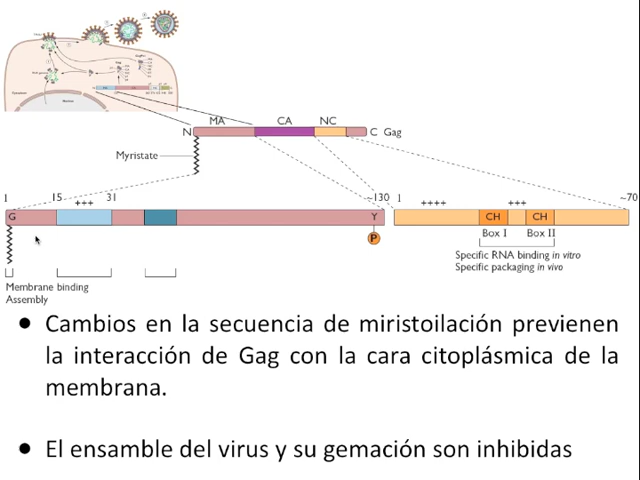 MA CA NC
N C Gag
Myristate
1 15 +++ 31 ~130 1 ++++ +++ ~70
G Y CH CH
P Box I Box II
Specific RNA binding in vitro
Specific packaging in vivo
Membrane binding
Assembly
• Cambios en la secuencia de miristoilación previenen
la interacción de Gag con la cara citoplásmica de la
membrana.
• El ensamble del virus y su gemación son inhibidas